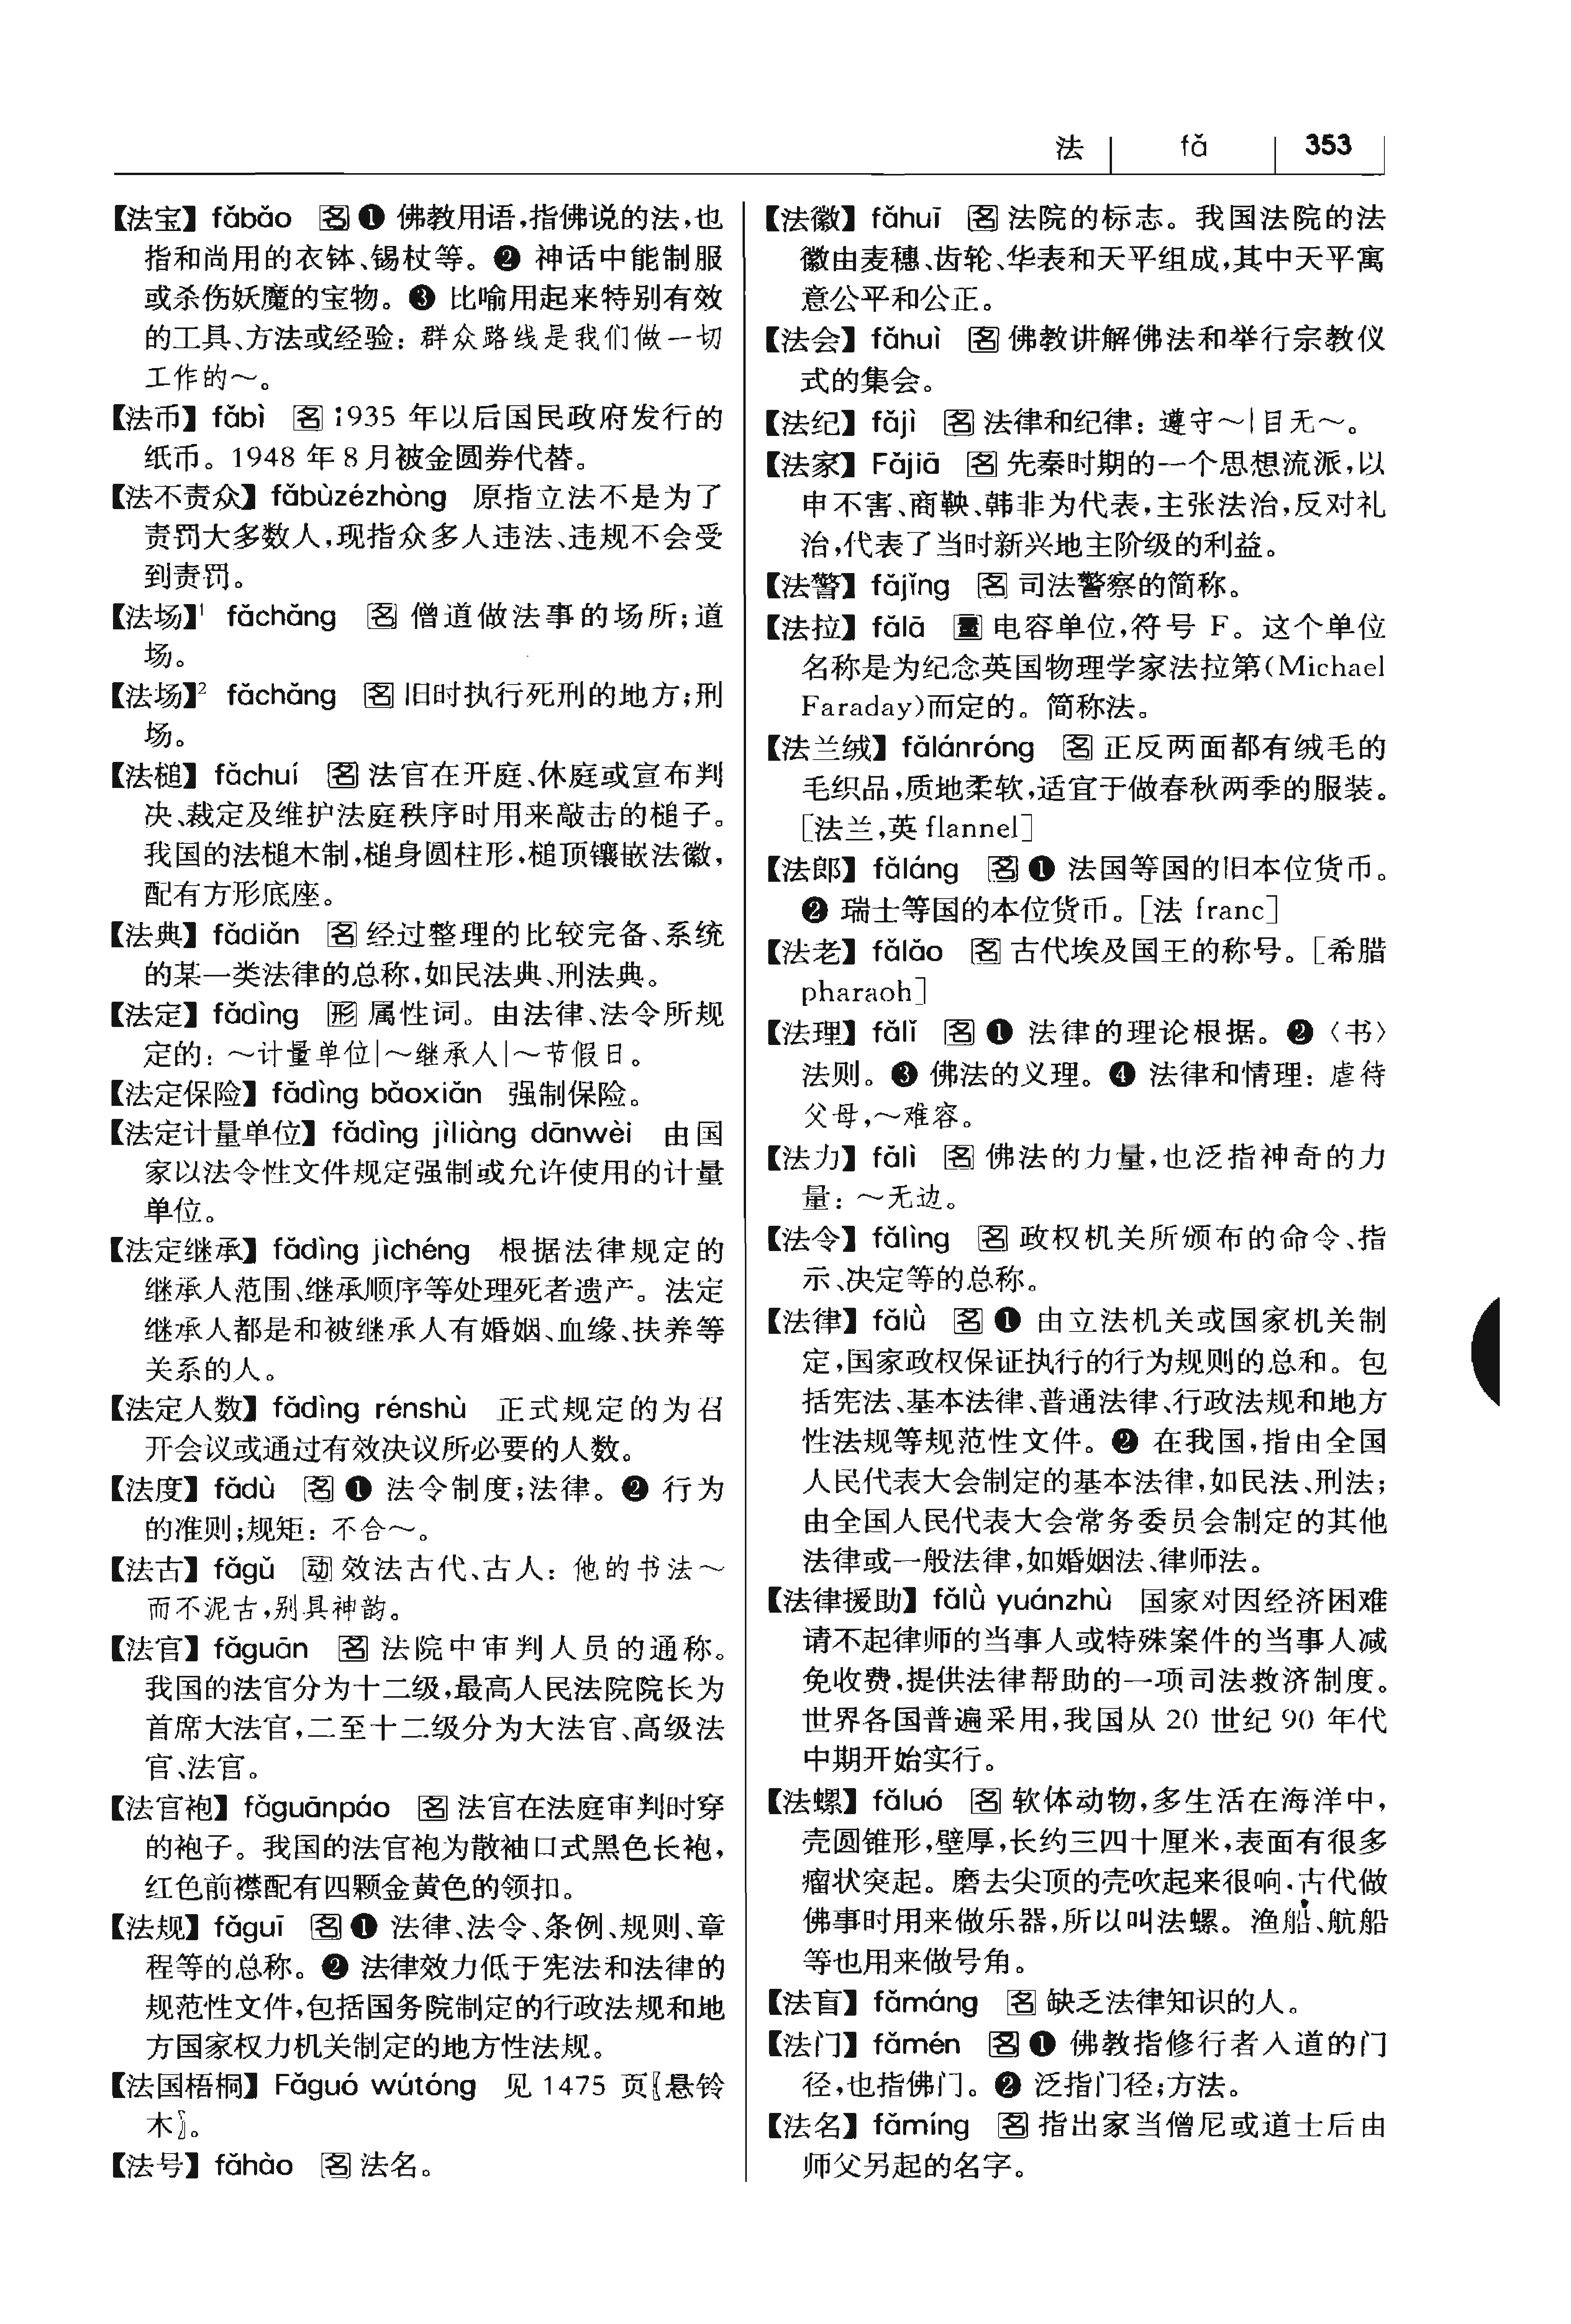 法 fǎ 353
【法宝】 fǎbǎo 名❶ 佛教用语,指佛说的法,也
指和尚用的衣钵、锡杖等。❷ 神话中能制服
或杀伤妖魔的宝物。❸ 比喻用起来特别有效
的工具、方法或经验：群众路线是我们做一切
工作的～。
【法币】 fǎbì 名 1935 年以后国民政府发行的
纸币。1948 年 8 月被金圆券代替。
【法不责众】 fǎbùzézhòng 原指立法不是为了
责罚大多数人,现指众多人违法、违规不会受
到责罚。
【法场】¹ fǎchǎng 名 僧道做法事的场所;道
场。
【法场】² fǎchǎng 名 旧时执行死刑的地方;刑
场。
【法槌】 fǎchuí 名 法官在开庭、休庭或宣布判
决、裁定及维护法庭秩序时用来敲击的槌子。
我国的法槌木制,槌身圆柱形,槌顶镶嵌法徽,
配有方形底座。
【法典】 fǎdiǎn 名 经过整理的比较完备、系统
的某一类法律的总称,如民法典、刑法典。
【法定】 fǎdìng 形 属性词。由法律、法令所规
定的：～计量单位|～继承人|～节假日。
【法定保险】 fǎdìng bǎoxiǎn 强制保险。
【法定计量单位】 fǎdìng jìliàng dānwèi 由国
家以法令性文件规定强制或允许使用的计量
单位。
【法定继承】 fǎdìng jìchéng 根据法律规定的
继承人范围、继承顺序等处理死者遗产。法定
继承人都是和被继承人有婚姻、血缘、扶养等
关系的人。
【法定人数】 fǎdìng rénshù 正式规定的为召
开会议或通过有效决议所必要的人数。
【法度】 fǎdù 名❶ 法令制度;法律。❷ 行为
的准则;规矩：不合～。
【法古】 fǎgǔ 动 效法古代、古人：他的书法～
而不泥古,别具神韵。
【法官】 fǎguān 名 法院中审判人员的通称。
我国的法官分为十二级,最高人民法院院长为
首席大法官,二至十二级分为大法官、高级法
官、法官。
【法官袍】 fǎguānpáo 名 法官在法庭审判时穿
的袍子。我国的法官袍为散袖口式黑色长袍,
红色前襟配有四颗金黄色的领扣。
【法规】 fǎguī 名❶ 法律、法令、条例、规则、章
程等的总称。❷ 法律效力低于宪法和法律的
规范性文件,包括国务院制定的行政法规和地
方国家权力机关制定的地方性法规。
【法国梧桐】 Fǎguó wútóng 见 1475 页〖悬铃
木〗。
【法号】 fǎhào 名 法名。
【法徽】 fǎhuī 名 法院的标志。我国法院的法
徽由麦穗、齿轮、华表和天平组成,其中天平寓
意公平和公正。
【法会】 fǎhuì 名 佛教讲解佛法和举行宗教仪
式的集会。
【法纪】 fǎjì 名 法律和纪律：遵守～|目无～。
【法家】 Fǎjiā 名 先秦时期的一个思想流派,以
申不害、商鞅、韩非为代表,主张法治,反对礼
治,代表了当时新兴地主阶级的利益。
【法警】 fǎjǐng 名 司法警察的简称。
【法拉】 fǎlā 量 电容单位,符号 F。这个单位
名称是为纪念英国物理学家法拉第(Michael
Faraday)而定的。简称法。
【法兰绒】 fǎlánróng 名 正反两面都有绒毛的
毛织品,质地柔软,适宜于做春秋两季的服装。
[法兰,英 flannel]
【法郎】 fǎláng 名❶ 法国等国的旧本位货币。
❷ 瑞士等国的本位货币。[法 franc]
【法老】 fǎlǎo 名 古代埃及国王的称号。[希腊
pharaoh]
【法理】 fǎlǐ 名❶ 法律的理论根据。❷〈书〉
法则。❸ 佛法的义理。❹ 法律和情理：虐待
父母,～难容。
【法力】 fǎlì 名 佛法的力量,也泛指神奇的力
量：～无边。
【法令】 fǎlìng 名 政权机关所颁布的命令、指
示、决定等的总称。
【法律】 fǎlǜ 名❶ 由立法机关或国家机关制
定,国家政权保证执行的行为规则的总和。包
括宪法、基本法律、普通法律、行政法规和地方
性法规等规范性文件。❷ 在我国,指由全国
人民代表大会制定的基本法律,如民法、刑法;
由全国人民代表大会常务委员会制定的其他
法律或一般法律,如婚姻法、律师法。
【法律援助】 fǎlǜ yuánzhù 国家对因经济困难
请不起律师的当事人或特殊案件的当事人减
免收费,提供法律帮助的一项司法救济制度。
世界各国普遍采用,我国从 20 世纪 90 年代
中期开始实行。
【法螺】 fǎluó 名 软体动物,多生活在海洋中,
壳圆锥形,壁厚,长约三四十厘米,表面有很多
瘤状突起。磨去尖顶的壳吹起来很响,古代做
佛事时用来做乐器,所以叫法螺。渔船、航船
等也用来做号角。
【法盲】 fǎmáng 名 缺乏法律知识的人。
【法门】 fǎmén 名❶ 佛教指修行者入道的门
径,也指佛门。❷ 泛指门径;方法。
【法名】 fǎmíng 名 指出家当僧尼或道士后由
师父另起的名字。